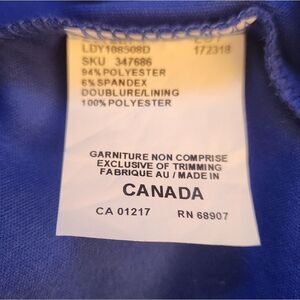 LDY108508D 172318
SKU 347686
94% POLYESTER
6% SPANDEX
DOUBLURE/LINING
100% POLYESTER
GARNITURE NON COMPRISE
EXCLUSIVE OF TRIMMING
FABRIQUE AU / MADE IN
CANADA
CA 01217 RN 68907